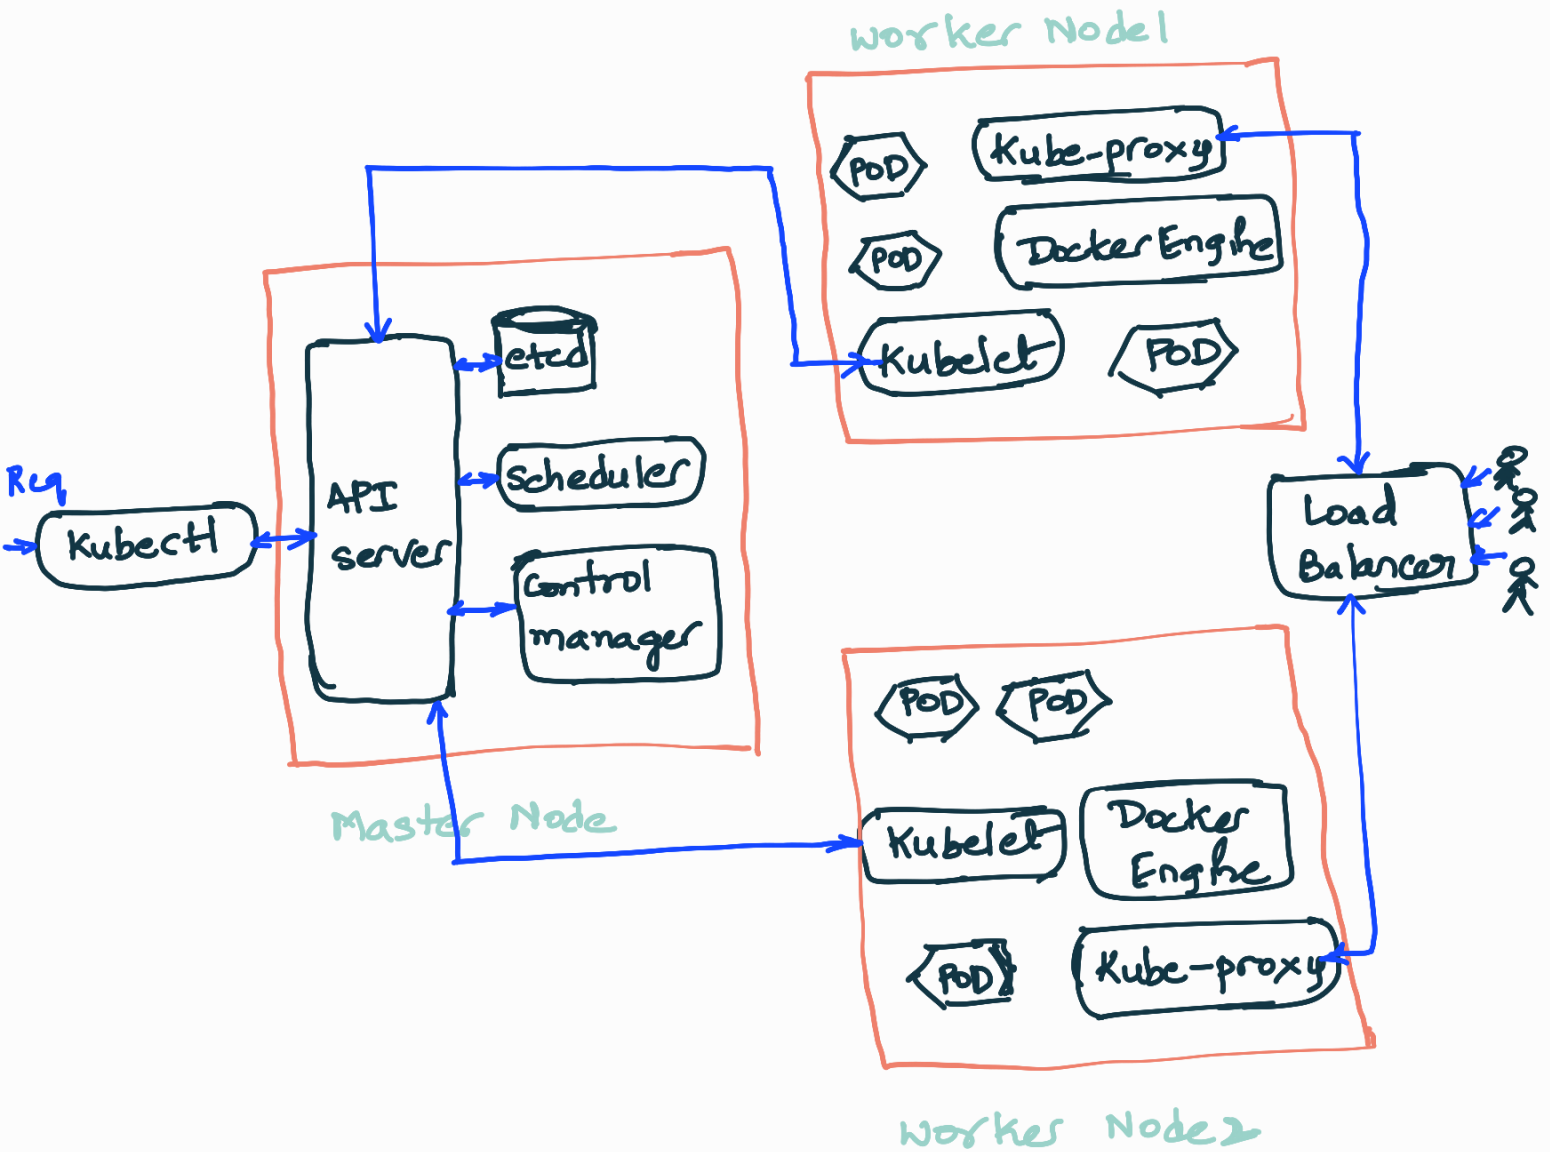 Worker Node1
POD
Kube-proxy
POD
Docker Engine
Kubelet
POD
Req
Kubectl
API
server
etcd
Scheduler
Control
manager
Master Node
Load
Balancer
POD
POD
Kubelet
Docker
Engine
POD
Kube-proxy
Worker Node2